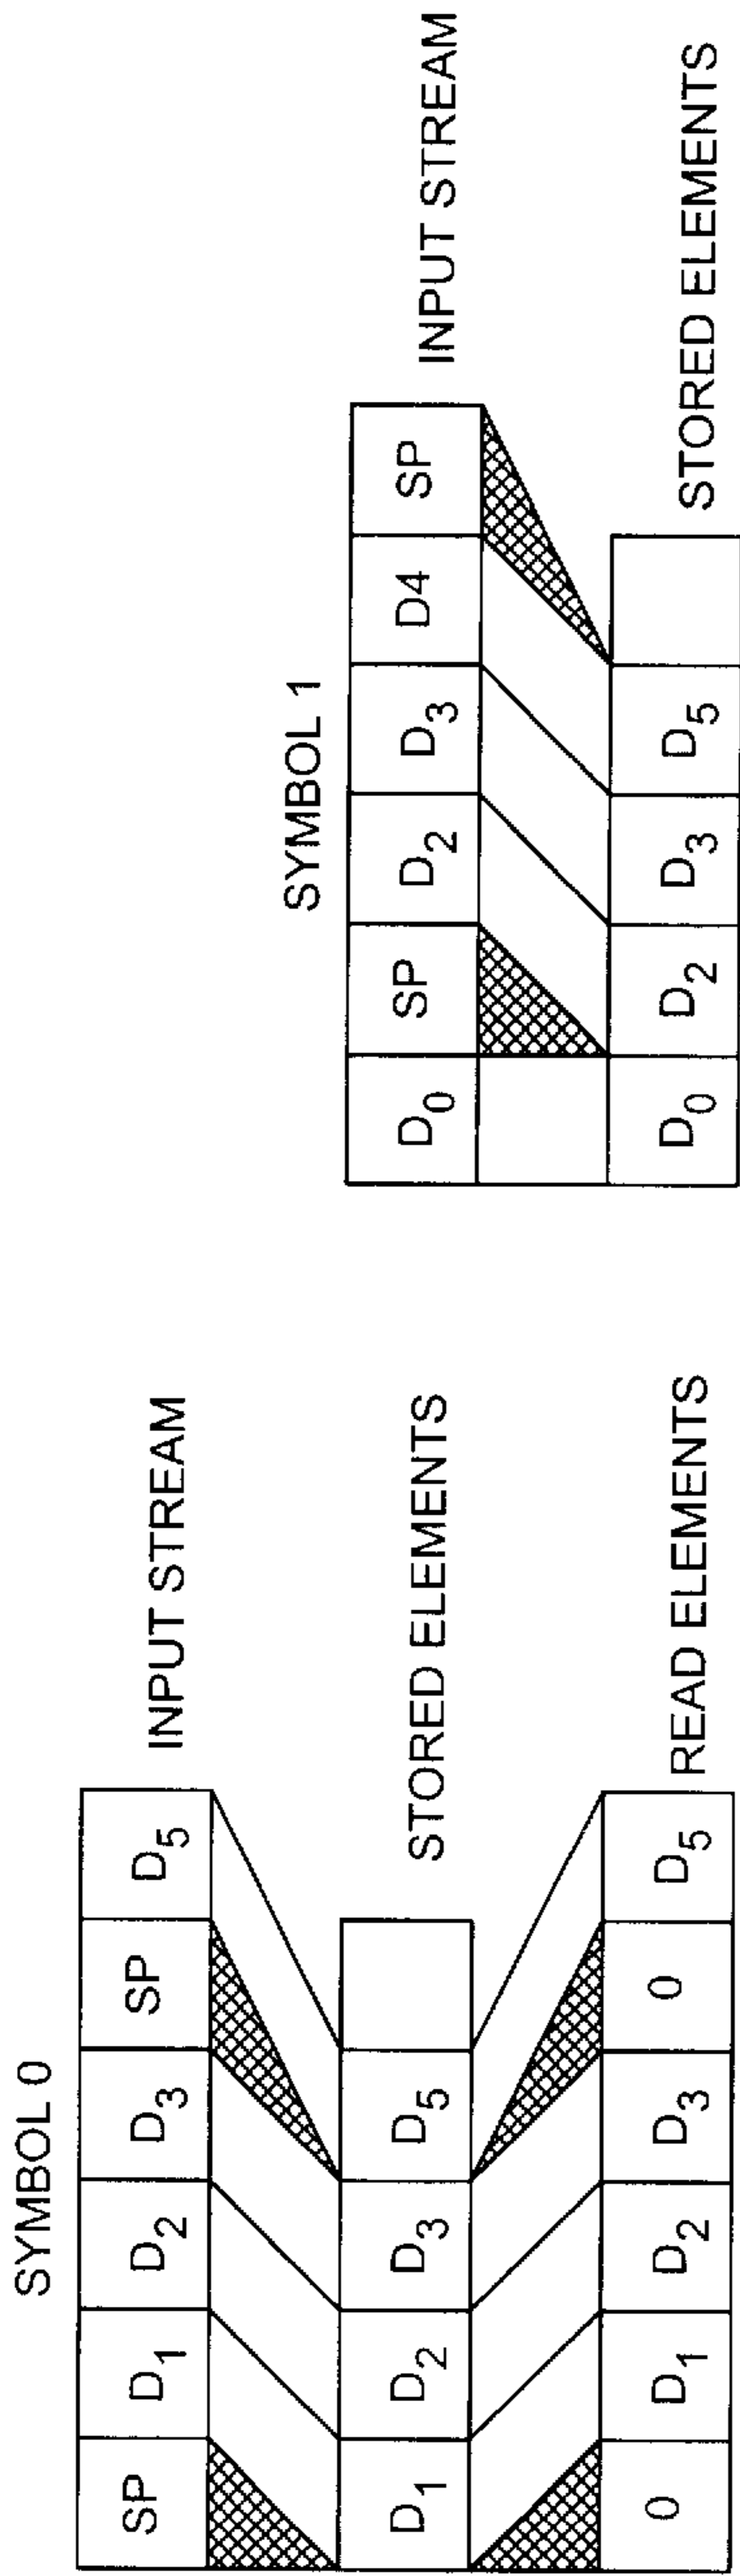 SYMBOL 0
SP D1 D2 D3 SP D5 INPUT STREAM
D1 D2 D3 D5 STORED ELEMENTS
0 D1 D2 D3 0 D5 READ ELEMENTS
SYMBOL 1
D0 SP D2 D3 D4 SP INPUT STREAM
D0 D2 D3 D5 STORED ELEMENTS